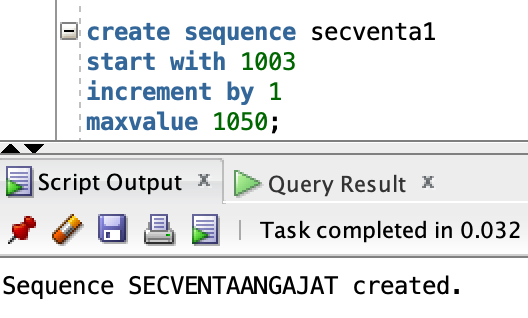 create sequence secventa1
start with 1003
increment by 1
maxvalue 1050;
Script Output x Query Result x
Task completed in 0.032
Sequence SECVENTAANGAJAT created.